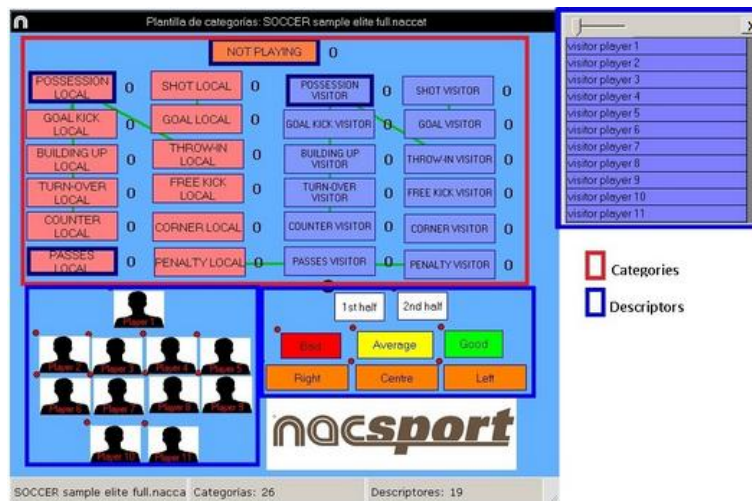 Plantilla de categorías: SOCCER sample elite full.naccat
X
NOT PLAYING 0
POSSESSION LOCAL 0
SHOT LOCAL 0
POSSESSION VISITOR 0
SHOT VISITOR 0
GOAL KICK LOCAL 0
GOAL LOCAL 0
GOAL KICK VISITOR 0
GOAL VISITOR 0
BUILDING UP LOCAL 0
THROW-IN LOCAL 0
BUILDING UP VISITOR 0
THROW-IN VISITOR 0
TURN-OVER LOCAL 0
FREE KICK LOCAL 0
TURN-OVER VISITOR 0
FREE KICK VISITOR 0
COUNTER LOCAL 0
CORNER LOCAL 0
COUNTER VISITOR 0
CORNER VISITOR 0
PASSES LOCAL 0
PENALTY LOCAL 0
PASSES VISITOR 0
PENALTY VISITOR 0
visitor player 1
visitor player 2
visitor player 3
visitor player 4
visitor player 5
visitor player 6
visitor player 7
visitor player 8
visitor player 9
visitor player 10
visitor player 11
Categories
Descriptors
Player 1
Player 2 Player 3 Player 4 Player 5
Player 6 Player 7 Player 8 Player 9
Player 10 Player 11
1st half 2nd half
Bad Average Good
Right Centre Left
nacsport
SOCCER sample elite full.nacca Categorías: 26 Descriptores: 19